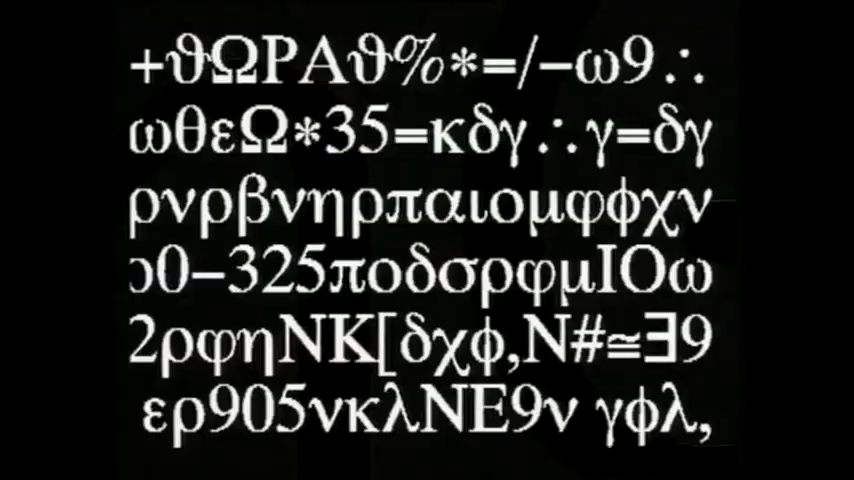 +ϑΩΡΑϑ%*=/−ω9∴
ωθεΩ*35=κδγ∴γ=δγ
ρνρβνηρπαιομφϕχν
ͻ0−325ποδσρφμΙΟω
2ρφηΝΚ[δχϕ,Ν#≅∃9
ερ905νκλΝΕ9ν γϕλ,